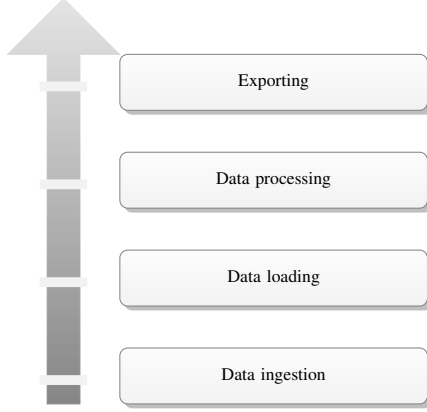 Exporting
Data processing
Data loading
Data ingestion